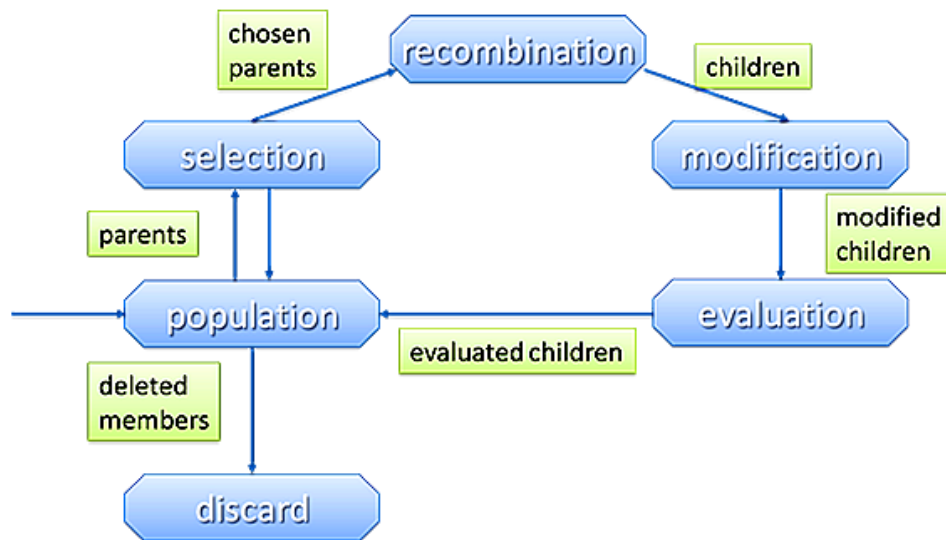 chosen
parents
recombination
children
selection
modification
parents
modified
children
population
evaluation
evaluated children
deleted
members
discard